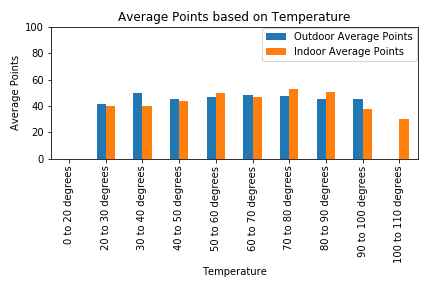 Average Points based on Temperature
Outdoor Average Points
Indoor Average Points
Average Points
100
80
60
40
20
0
0 to 20 degrees
20 to 30 degrees
30 to 40 degrees
40 to 50 degrees
50 to 60 degrees
60 to 70 degrees
70 to 80 degrees
80 to 90 degrees
90 to 100 degrees
100 to 110 degrees
Temperature